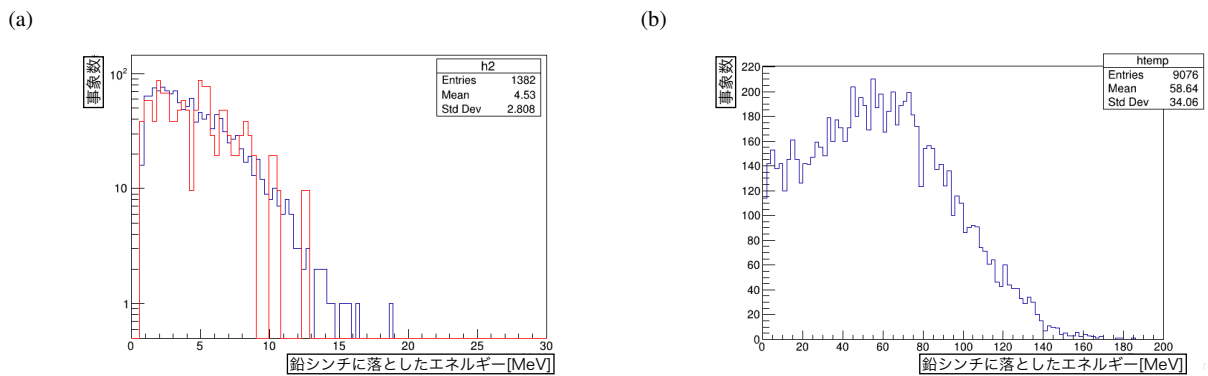 (a)
h2
Entries 1382
Mean 4.53
Std Dev 2.808
事象数
10²
10
1
0 5 10 15 20 25 30
鉛シンチに落としたエネルギー[MeV]
(b)
htemp
Entries 9076
Mean 58.64
Std Dev 34.06
事象数
220
200
180
160
140
120
100
80
60
40
20
0
0 20 40 60 80 100 120 140 160 180 200
鉛シンチに落としたエネルギー[MeV]